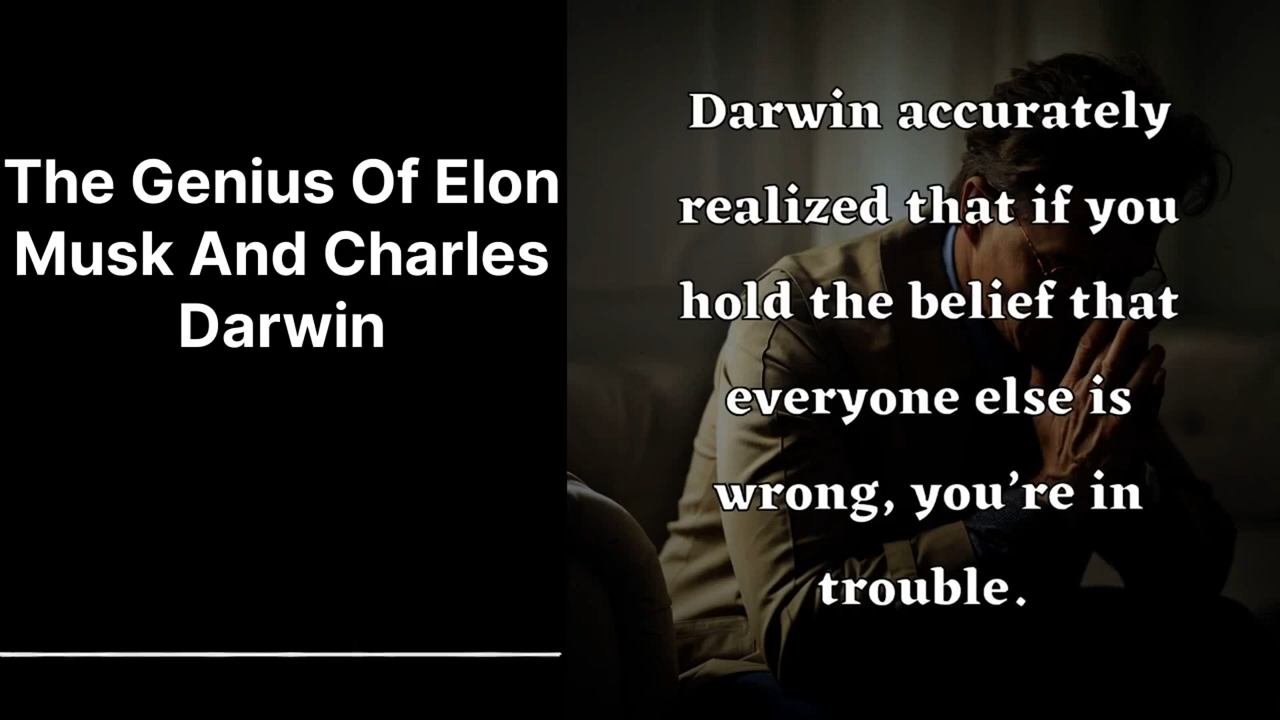 The Genius Of Elon
Musk And Charles
Darwin
Darwin accurately
realized that if you
hold the belief that
everyone else is
wrong, you’re in
trouble.